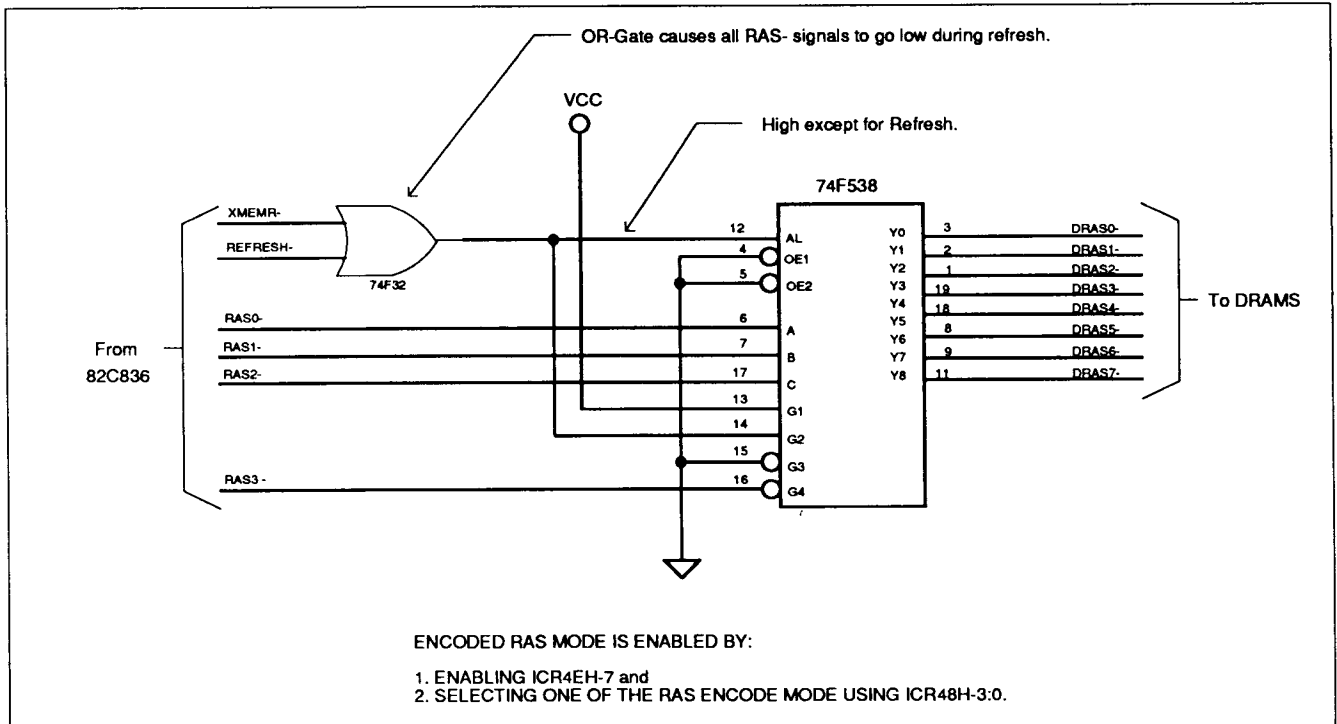 OR-Gate causes all RAS- signals to go low during refresh.
VCC
High except for Refresh.
74F538
XMEMR-
REFRESH-
74F32
12 AL
4 OE1
5 OE2
RAS0- 6 A
RAS1- 7 B
RAS2- 17 C
13 G1
14 G2
15 G3
RAS3 - 16 G4
Y0 3 DRAS0-
Y1 2 DRAS1-
Y2 1 DRAS2-
Y3 19 DRAS3-
Y4 18 DRAS4-
Y5 8 DRAS5-
Y6 9 DRAS6-
Y7 11 DRAS7-
Y8
From
82C836
To DRAMS
ENCODED RAS MODE IS ENABLED BY:
1. ENABLING ICR4EH-7 and
2. SELECTING ONE OF THE RAS ENCODE MODE USING ICR48H-3:0.